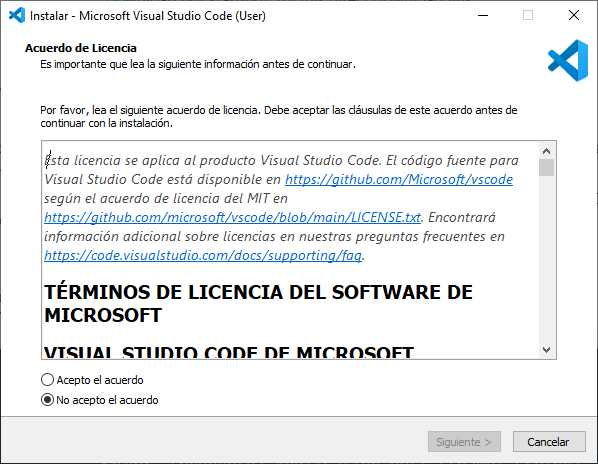 Instalar - Microsoft Visual Studio Code (User)
Acuerdo de Licencia
Es importante que lea la siguiente información antes de continuar.
Por favor, lea el siguiente acuerdo de licencia. Debe aceptar las cláusulas de este acuerdo antes de
continuar con la instalación.
Esta licencia se aplica al producto Visual Studio Code. El código fuente para
Visual Studio Code está disponible en https://github.com/Microsoft/vscode
según el acuerdo de licencia del MIT en
https://github.com/microsoft/vscode/blob/main/LICENSE.txt. Encontrará
información adicional sobre licencias en nuestras preguntas frecuentes en
https://code.visualstudio.com/docs/supporting/faq.
TÉRMINOS DE LICENCIA DEL SOFTWARE DE
MICROSOFT
VISUAL STUDIO CODE DE MICROSOFT
Acepto el acuerdo
No acepto el acuerdo
Siguiente >
Cancelar